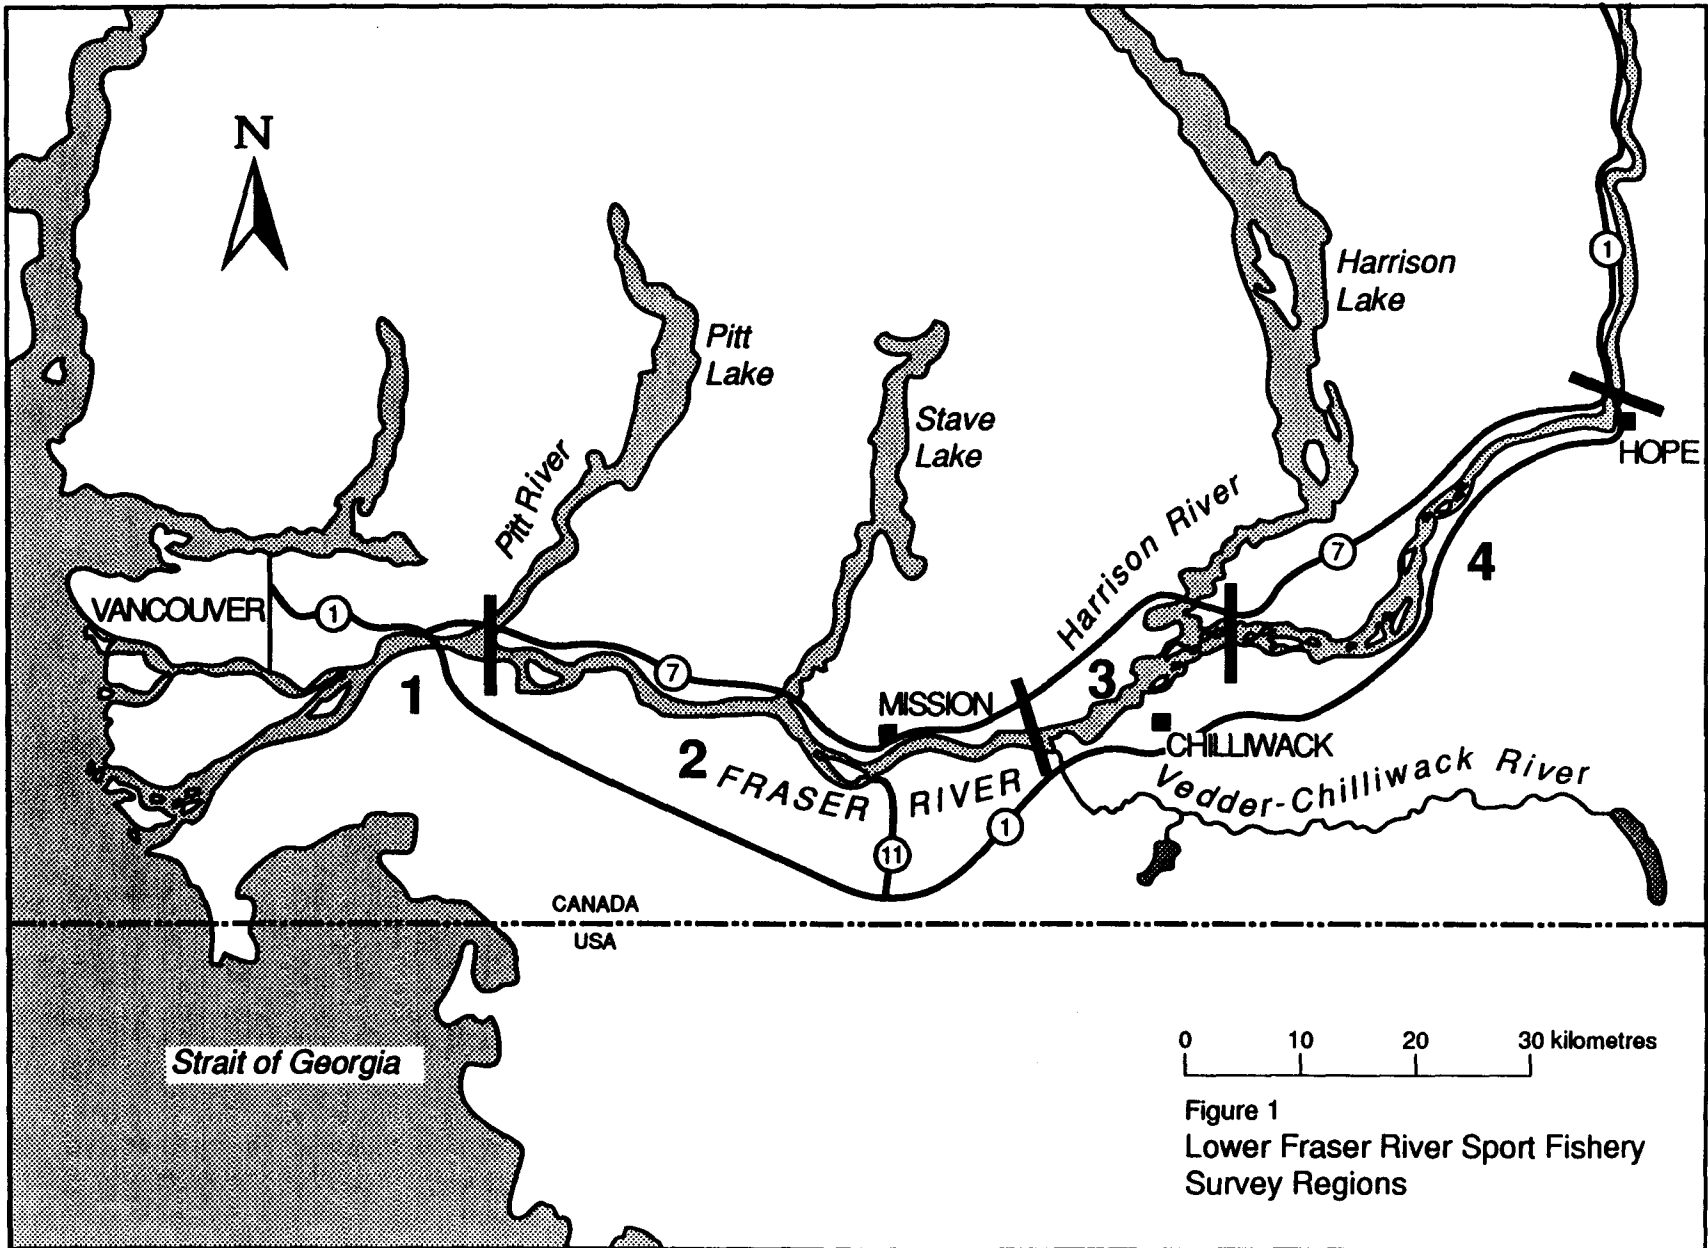 N
Harrison
Lake
1
Pitt
Lake
Stave
Lake
HOPE
Pitt River
Harrison River
7
4
VANCOUVER
1
7
3
1
MISSION
2
CHILLIWACK
FRASER RIVER
Vedder-Chilliwack River
1
11
CANADA
USA
Strait of Georgia
0 10 20 30 kilometres
Figure 1
Lower Fraser River Sport Fishery
Survey Regions